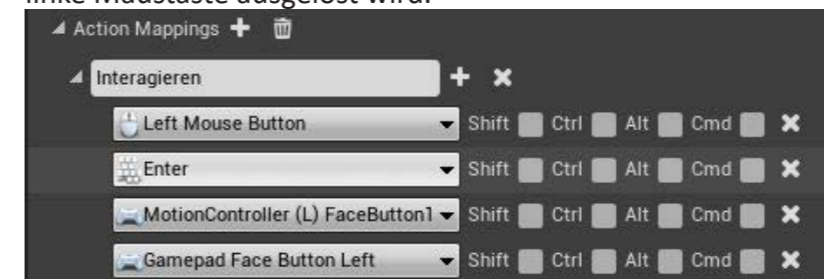 linke Maustaste ausgelöst wird.
Action Mappings
Interagieren
Left Mouse Button Shift Ctrl Alt Cmd
Enter Shift Ctrl Alt Cmd
MotionController (L) FaceButton1 Shift Ctrl Alt Cmd
Gamepad Face Button Left Shift Ctrl Alt Cmd